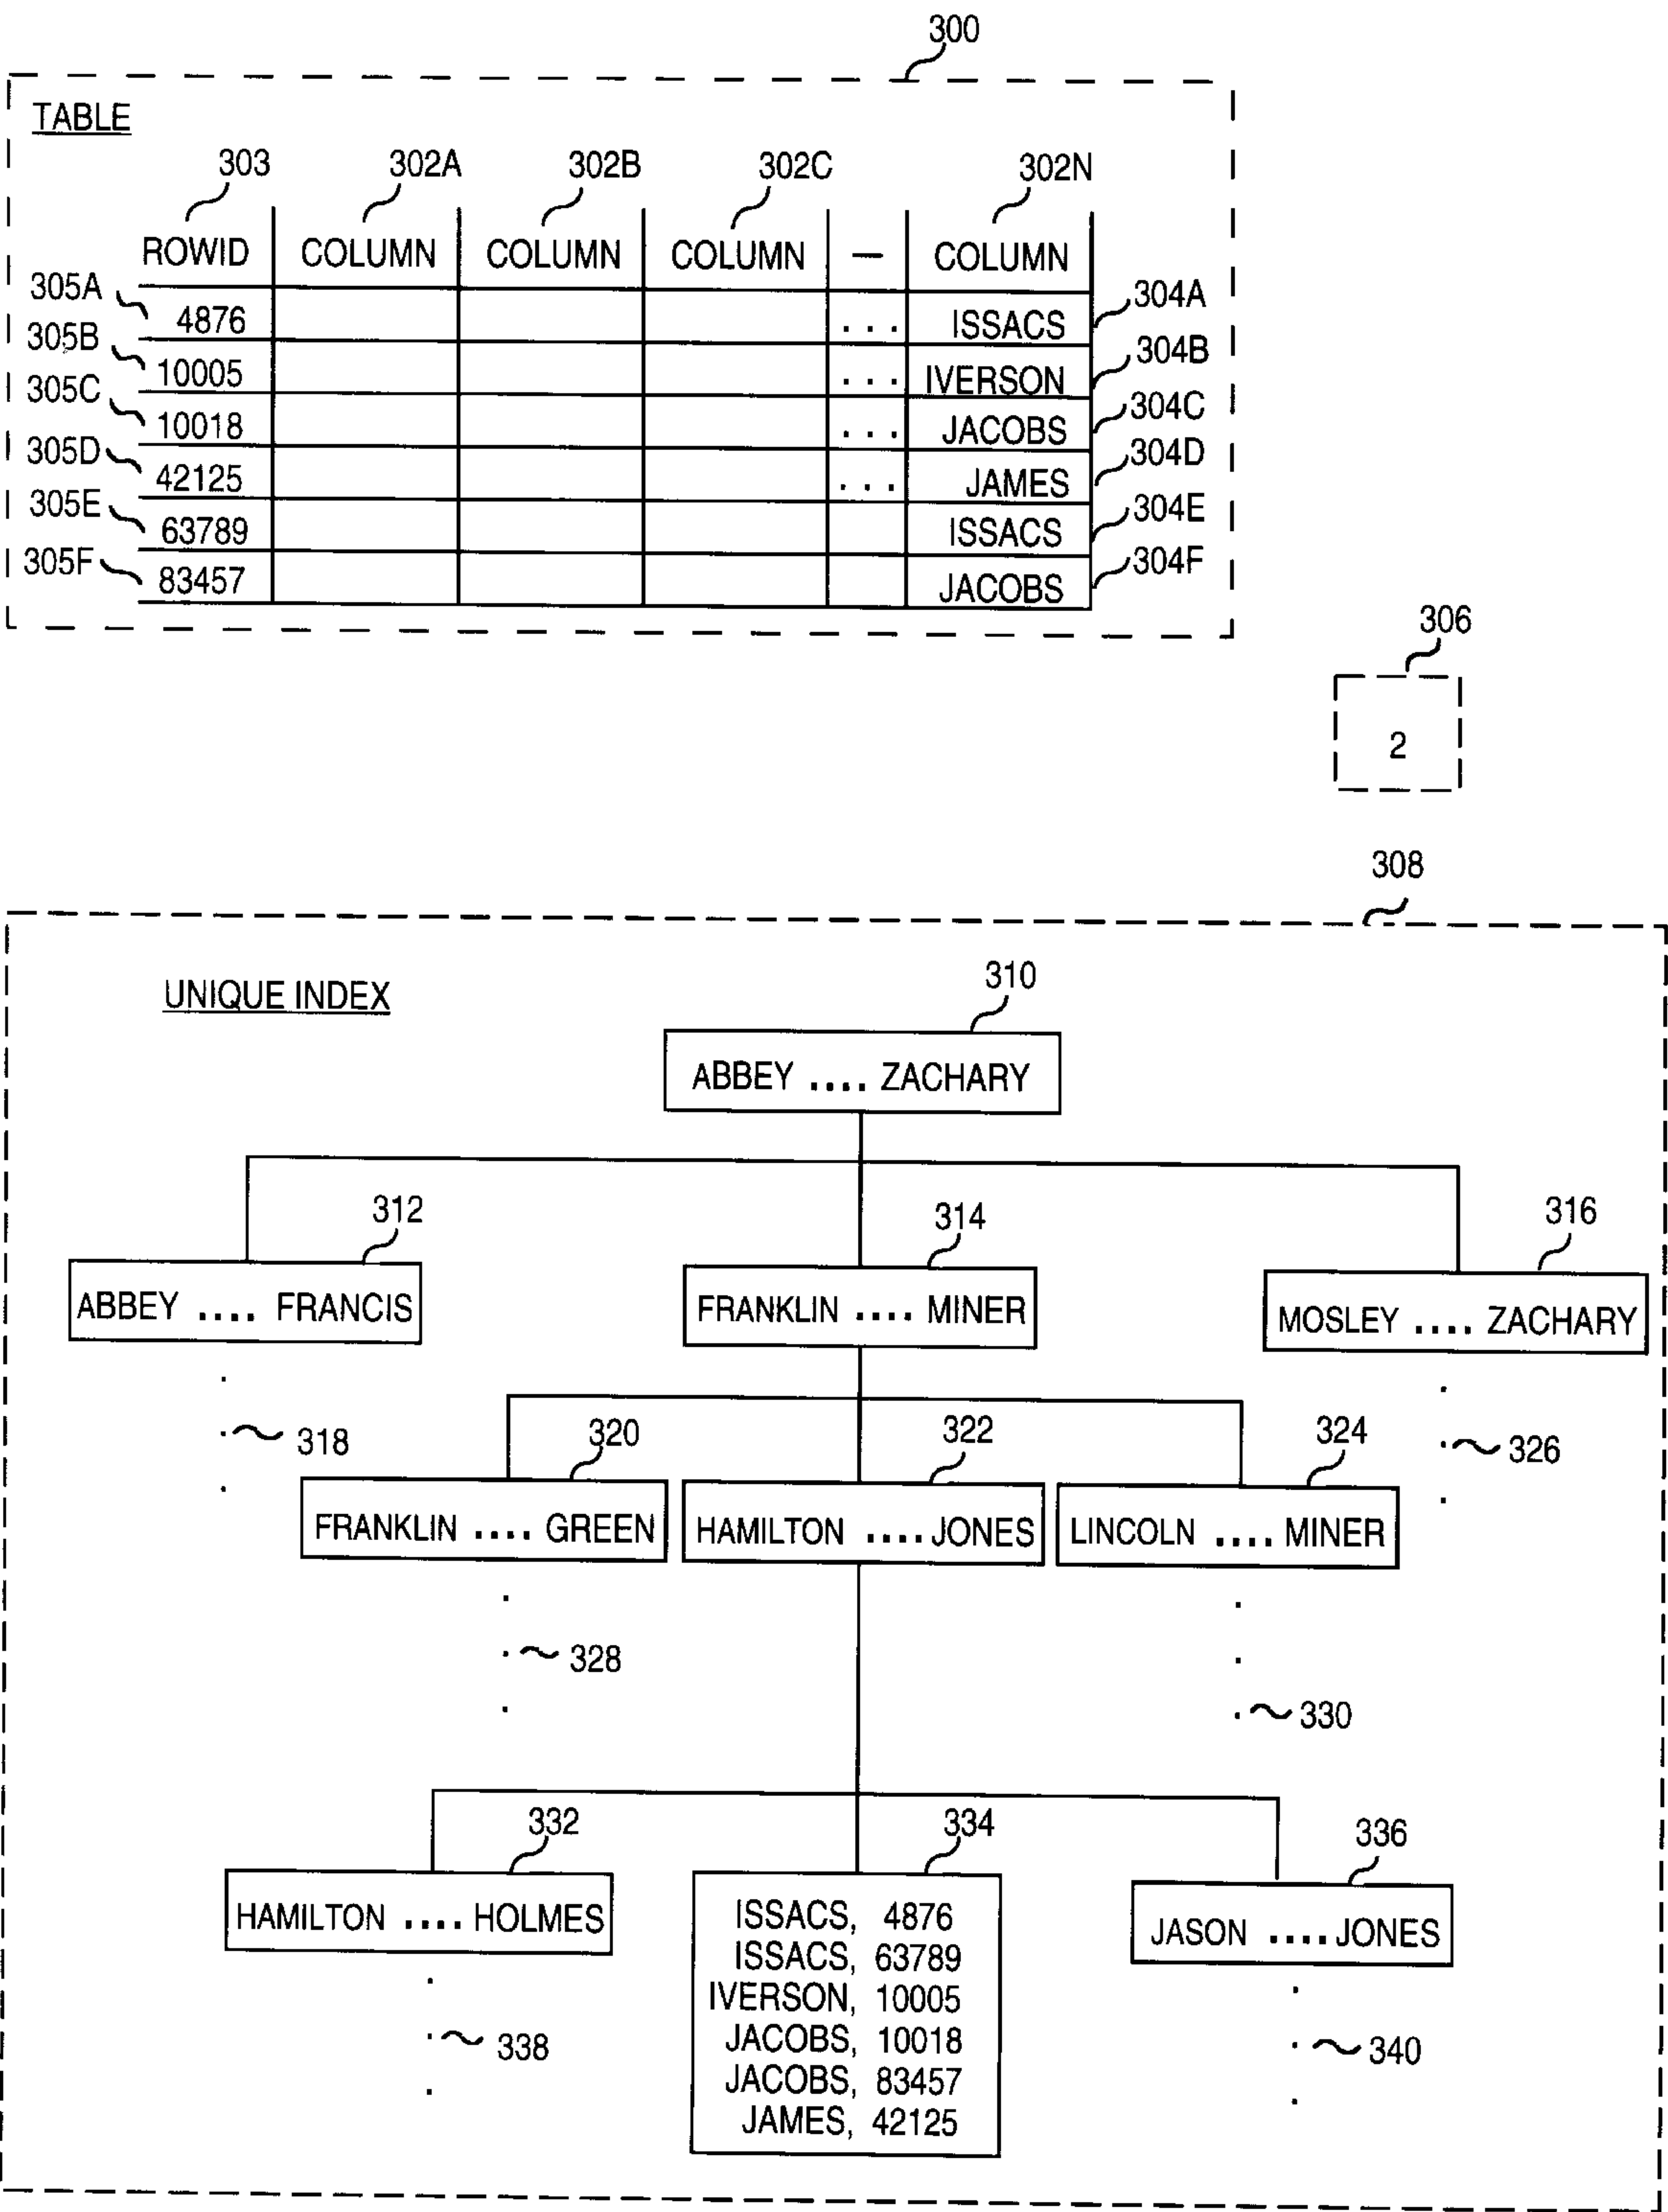 300
TABLE
303 302A 302B 302C 302N
ROWID COLUMN COLUMN COLUMN — COLUMN
305A 4876 ... ISSACS 304A
305B 10005 ... IVERSON 304B
305C 10018 ... JACOBS 304C
305D 42125 ... JAMES 304D
305E 63789 ISSACS 304E
305F 83457 JACOBS 304F
306
2
308
UNIQUE INDEX
310
ABBEY .... ZACHARY
312 314 316
ABBEY .... FRANCIS FRANKLIN .... MINER MOSLEY .... ZACHARY
318 320 322 324 326
FRANKLIN .... GREEN HAMILTON .... JONES LINCOLN .... MINER
328 330
332 334 336
HAMILTON .... HOLMES JASON .... JONES
ISSACS, 4876
ISSACS, 63789
IVERSON, 10005
JACOBS, 10018
JACOBS, 83457
JAMES, 42125
338 340